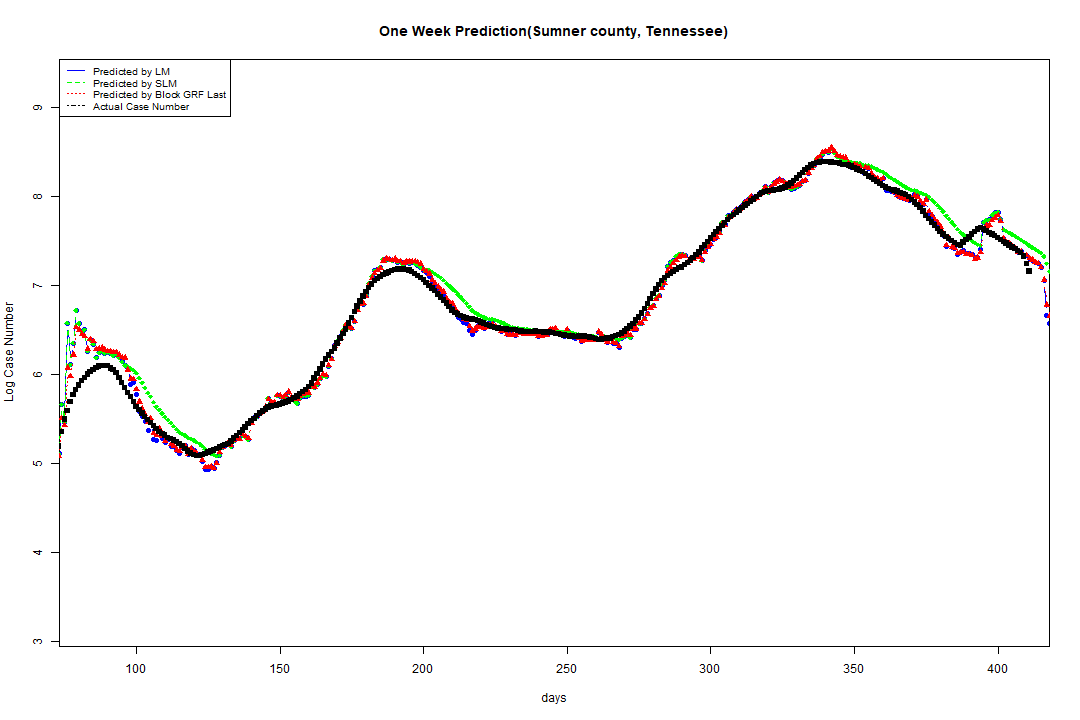 One Week Prediction(Sumner county, Tennessee)
Predicted by LM
Predicted by SLM
Predicted by Block GRF Last
Actual Case Number
Log Case Number
9
8
7
6
5
4
3
100 150 200 250 300 350 400
days